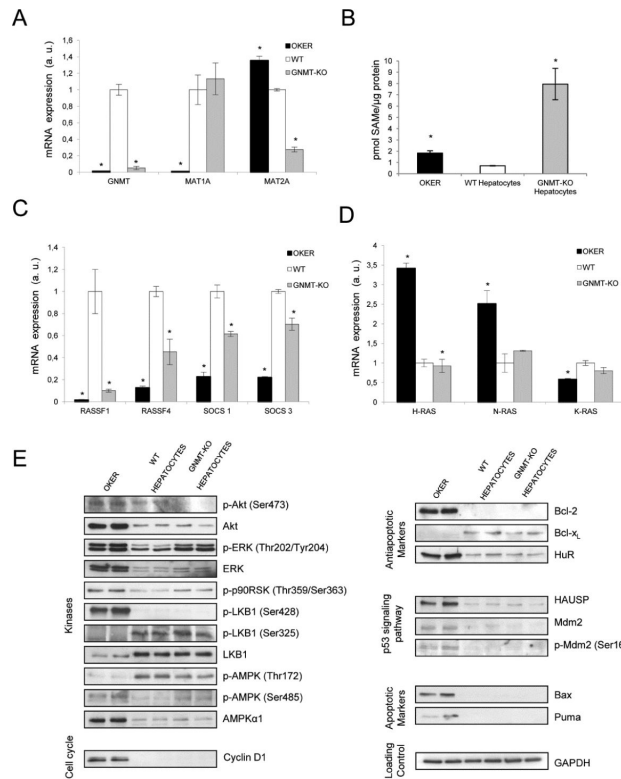 A
mRNA expression (a. u.)
1,6
1,4
1,2
1
0,8
0,6
0,4
0,2
0
* * * * *
OKER
WT
GNMT-KO
GNMT MAT1A MAT2A
B
pmol SAMe/µg protein
10
9
8
7
6
5
4
3
2
1
0
* *
OKER WT Hepatocytes GNMT-KO
Hepatocytes
C
mRNA expression (a. u.)
1,4
1,2
1
0,8
0,6
0,4
0,2
0
* * * * * * * *
OKER
WT
GNMT-KO
RASSF1 RASSF4 SOCS 1 SOCS 3
D
mRNA expression (a. u.)
4
3,5
3
2,5
2
1,5
1
0,5
0
* * * *
OKER
WT
GNMT-KO
H-RAS N-RAS K-RAS
E
OKER
WT
HEPATOCYTES
GNMT-KO
HEPATOCYTES
Kinases
p-Akt (Ser473)
Akt
p-ERK (Thr202/Tyr204)
ERK
p-p90RSK (Thr359/Ser363)
p-LKB1 (Ser428)
p-LKB1 (Ser325)
LKB1
p-AMPK (Thr172)
p-AMPK (Ser485)
AMPKα1
Cell cycle
Cyclin D1
OKER
WT
HEPATOCYTES
GNMT-KO
HEPATOCYTES
Antiapoptotic
Markers
Bcl-2
Bcl-xL
HuR
p53 signaling
pathway
HAUSP
Mdm2
p-Mdm2 (Ser16
Apoptotic
Markers
Bax
Puma
Loading
Control
GAPDH